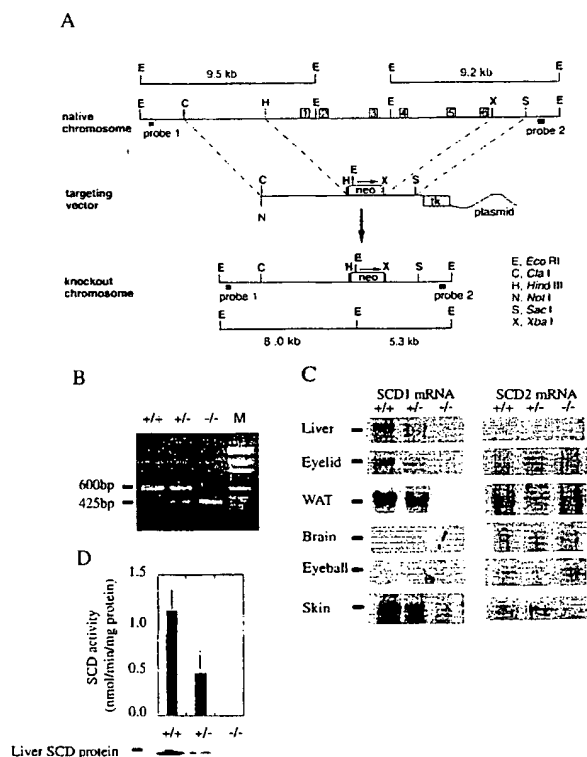 A
E E E E
9.5 kb 9.2 kb
E C H E E X S E
native chromosome
1 2 3 4 5 6
probe 1 probe 2
targeting vector
C E H X S
neo
tk
N
plasmid
knockout chromosome
E C H E X S E
neo
probe 1 probe 2
E E E
8.0 kb 5.3 kb
E, Eco RI
C, Cla I
H, Hind III
N, Not I
S, Sac I
X, Xba I
B
+/+ +/- -/- M
600bp
425bp
C
SCD1 mRNA SCD2 mRNA
+/+ +/- -/- +/+ +/- -/-
Liver
Eyelid
WAT
Brain
Eyeball
Skin
D
SCD activity
(nmol/min/mg protein)
1.5
1.0
0.5
0.0
+/+ +/- -/-
Liver SCD protein